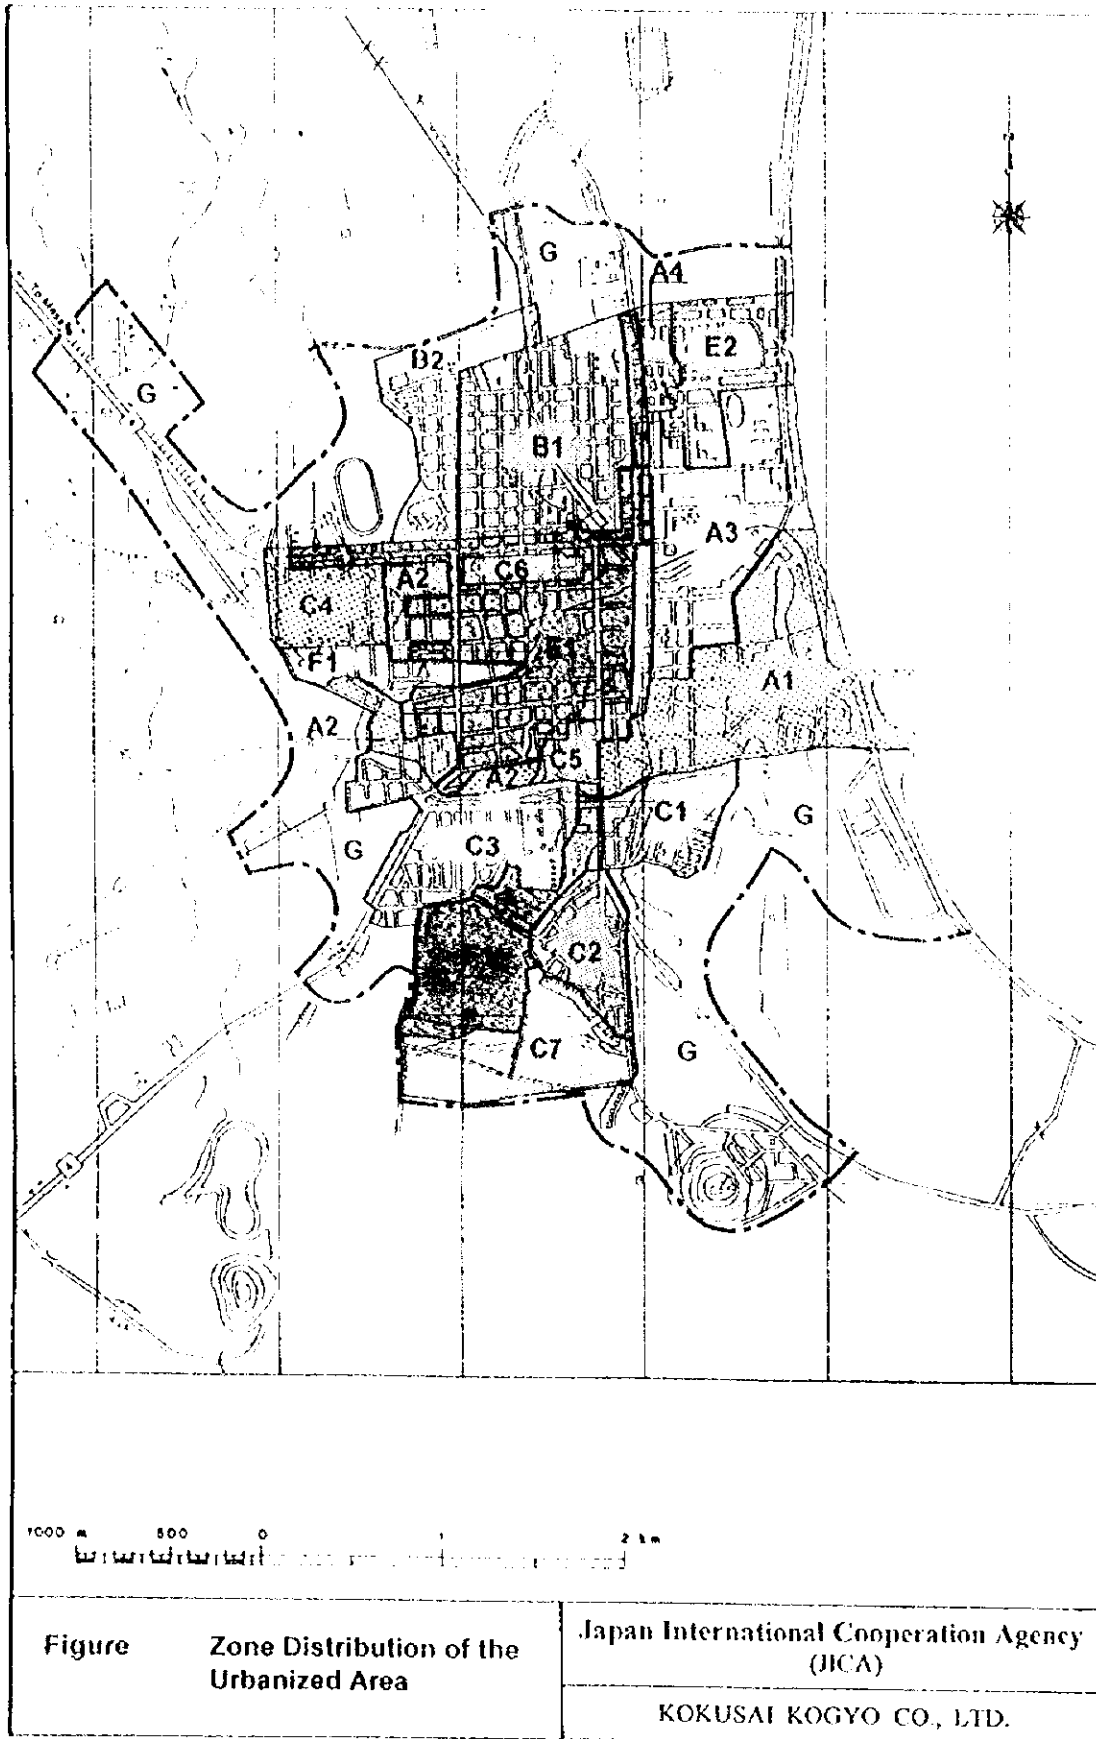 G
A4
B2
E2
G
B1
A3
A2
C6
C4
F1
A1
A2
C5
A2
C1
G
C3
G
C2
C7
G
1000 m 500 0 1 2 km
Figure Zone Distribution of the
Urbanized Area
Japan International Cooperation Agency
(JICA)
KOKUSAI KOGYO CO., LTD.